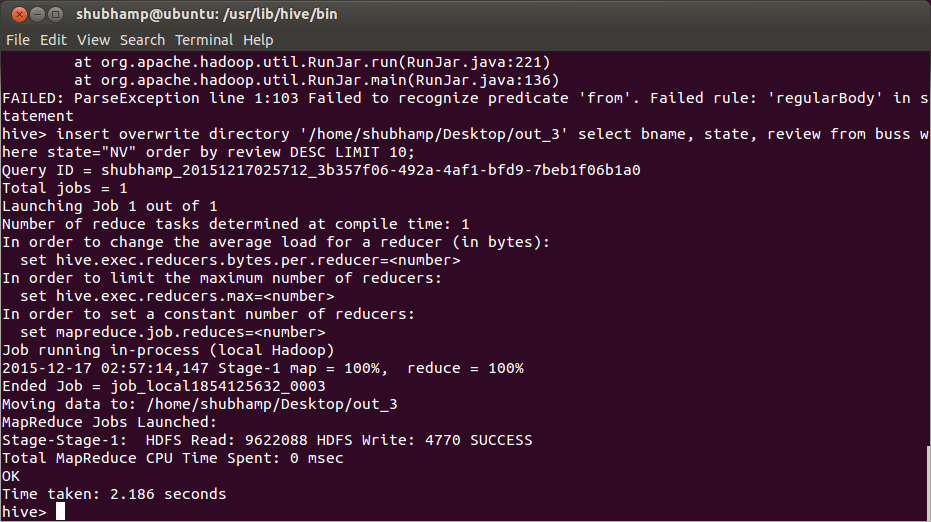 shubhamp@ubuntu: /usr/lib/hive/bin
File Edit View Search Terminal Help
        at org.apache.hadoop.util.RunJar.run(RunJar.java:221)
        at org.apache.hadoop.util.RunJar.main(RunJar.java:136)
FAILED: ParseException line 1:103 Failed to recognize predicate 'from'. Failed rule: 'regularBody' in s
tatement
hive> insert overwrite directory '/home/shubhamp/Desktop/out_3' select bname, state, review from buss w
here state="NV" order by review DESC LIMIT 10;
Query ID = shubhamp_20151217025712_3b357f06-492a-4af1-bfd9-7beb1f06b1a0
Total jobs = 1
Launching Job 1 out of 1
Number of reduce tasks determined at compile time: 1
In order to change the average load for a reducer (in bytes):
  set hive.exec.reducers.bytes.per.reducer=<number>
In order to limit the maximum number of reducers:
  set hive.exec.reducers.max=<number>
In order to set a constant number of reducers:
  set mapreduce.job.reduces=<number>
Job running in-process (local Hadoop)
2015-12-17 02:57:14,147 Stage-1 map = 100%,  reduce = 100%
Ended Job = job_local1854125632_0003
Moving data to: /home/shubhamp/Desktop/out_3
MapReduce Jobs Launched:
Stage-Stage-1:  HDFS Read: 9622088 HDFS Write: 4770 SUCCESS
Total MapReduce CPU Time Spent: 0 msec
OK
Time taken: 2.186 seconds
hive>